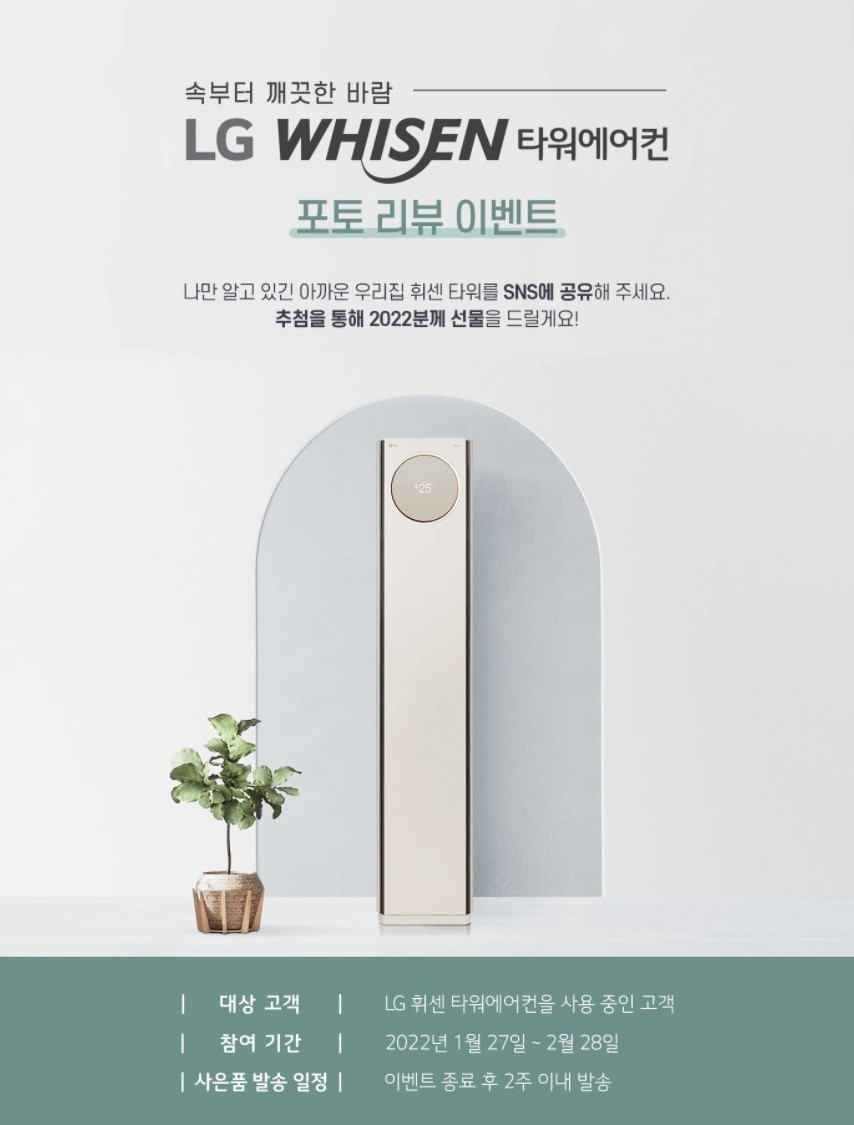 속부터 깨끗한 바람
LG WHISEN 타워에어컨
포토 리뷰 이벤트
나만 알고 있긴 아까운 우리집 휘센 타워를 SNS에 공유해 주세요.
추첨을 통해 2022분께 선물을 드릴게요!
25
| 대상 고객 | LG 휘센 타워에어컨을 사용 중인 고객
| 참여 기간 | 2022년 1월 27일 ~ 2월 28일
| 사은품 발송 일정 | 이벤트 종료 후 2주 이내 발송